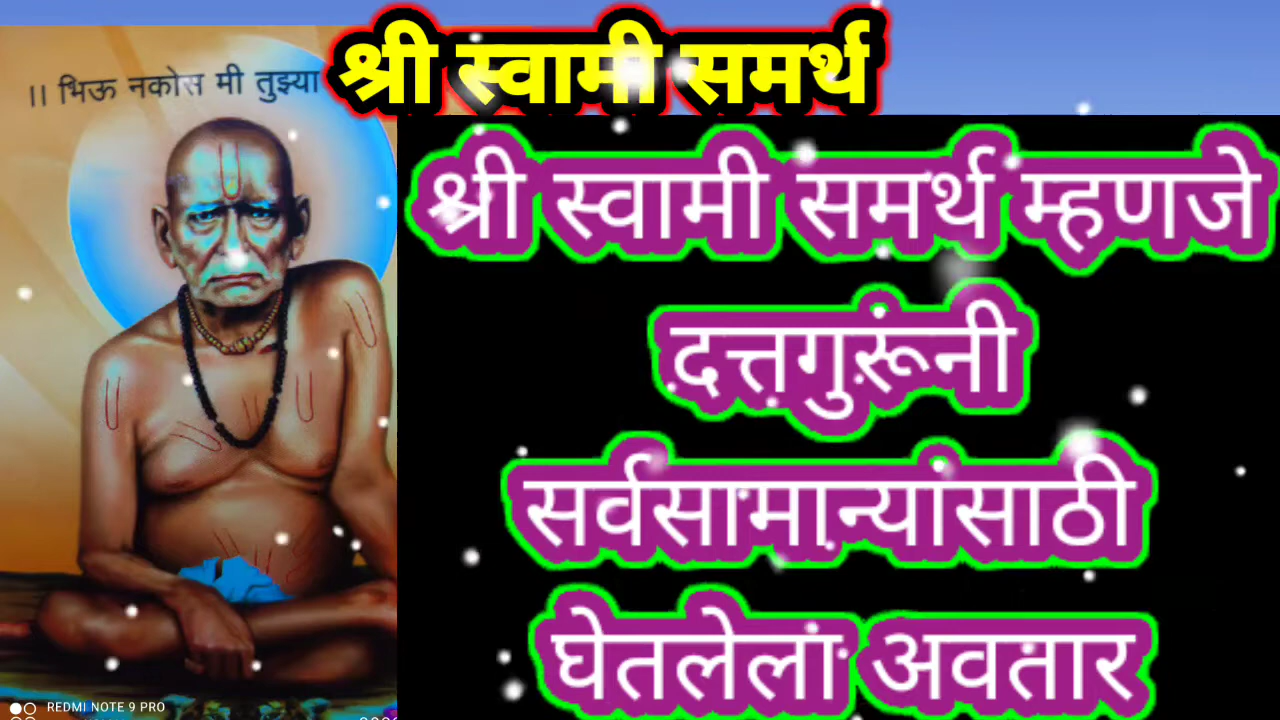 श्री स्वामी समर्थ
।। भिऊ नकोस मी तुझ्या
श्री स्वामी समर्थ म्हणजे
दत्तगुरूंनी
सर्वसामान्यांसाठी
घेतलेला अवतार
REDMI NOTE 9 PRO